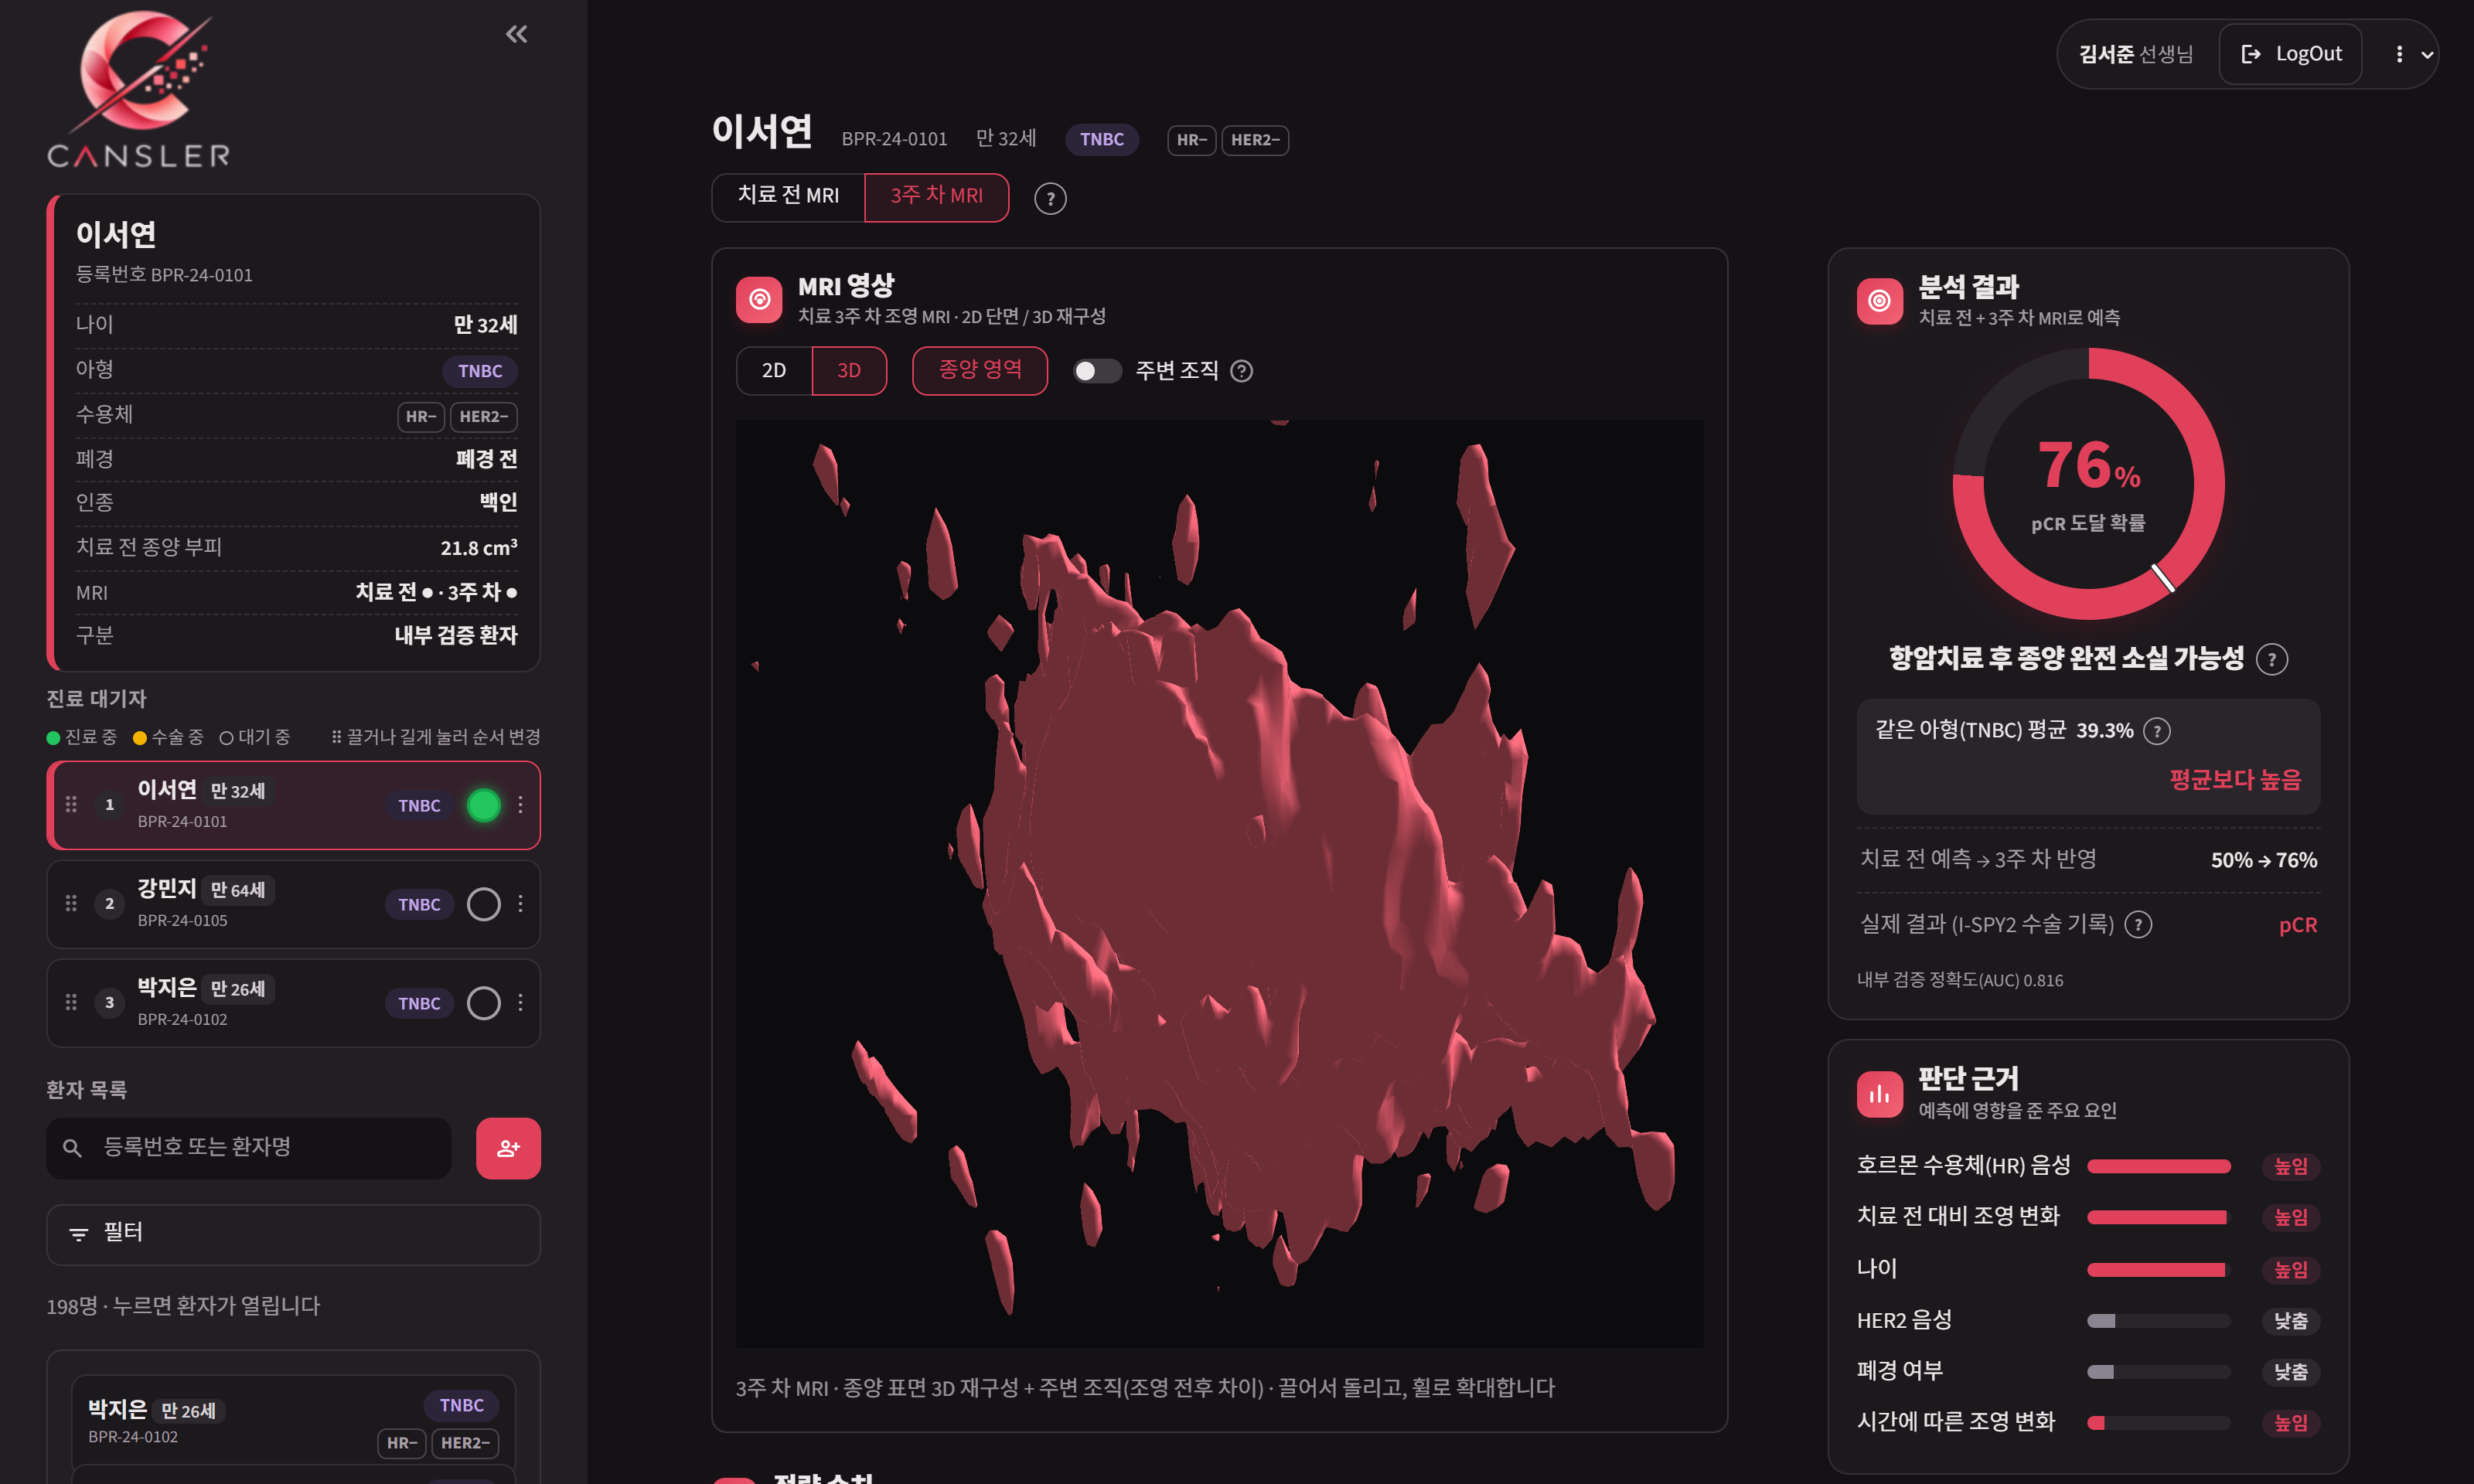 CANSLER
이서연
등록번호 BPR-24-0101
나이 만 32세
아형 TNBC
수용체 HR− HER2−
폐경 폐경 전
인종 백인
치료 전 종양 부피 21.8 cm³
MRI 치료 전 ● · 3주 차 ●
구분 내부 검증 환자
진료 대기자
진료 중 수술 중 대기 중 ⠿ 끌거나 길게 눌러 순서 변경
1 이서연 만 32세 TNBC
BPR-24-0101
2 강민지 만 64세 TNBC
BPR-24-0105
3 박지은 만 26세 TNBC
BPR-24-0102
환자 목록
등록번호 또는 환자명
필터
198명 · 누르면 환자가 열립니다
박지은 만 26세 TNBC
BPR-24-0102 HR− HER2−
김서준 선생님 LogOut
이서연 BPR-24-0101 만 32세 TNBC HR− HER2−
치료 전 MRI 3주 차 MRI ?
MRI 영상
치료 3주 차 조영 MRI · 2D 단면 / 3D 재구성
2D 3D 종양 영역 주변 조직 ?
3주 차 MRI · 종양 표면 3D 재구성 + 주변 조직(조영 전후 차이) · 끌어서 돌리고, 휠로 확대합니다
분석 결과
치료 전 + 3주 차 MRI로 예측
76%
pCR 도달 확률
항암치료 후 종양 완전 소실 가능성 ?
같은 아형(TNBC) 평균 39.3% ?
평균보다 높음
치료 전 예측 → 3주 차 반영 50% → 76%
실제 결과 (I-SPY2 수술 기록) ? pCR
내부 검증 정확도(AUC) 0.816
판단 근거
예측에 영향을 준 주요 요인
호르몬 수용체(HR) 음성 높임
치료 전 대비 조영 변화 높임
나이 높임
HER2 음성 낮춤
폐경 여부 낮춤
시간에 따른 조영 변화 높임